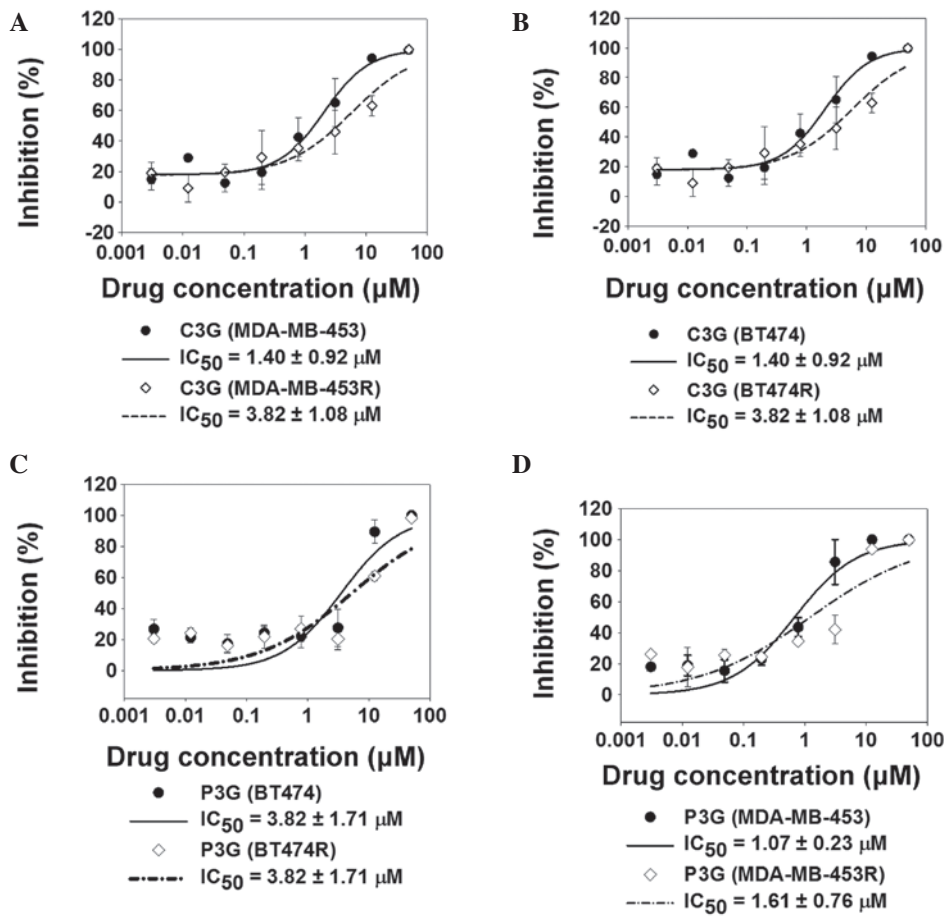 A
120
100
80
60
40
20
0
-20
Inhibition (%)
0.001 0.01 0.1 1 10 100
Drug concentration (µM)
C3G (MDA-MB-453)
IC50 = 1.40 ± 0.92 µM
C3G (MDA-MB-453R)
IC50 = 3.82 ± 1.08 µM
B
120
100
80
60
40
20
0
-20
Inhibition (%)
0.001 0.01 0.1 1 10 100
Drug concentration (µM)
C3G (BT474)
IC50 = 1.40 ± 0.92 µM
C3G (BT474R)
IC50 = 3.82 ± 1.08 µM
C
120
100
80
60
40
20
0
Inhibition (%)
0.001 0.01 0.1 1 10 100
Drug concentration (µM)
P3G (BT474)
IC50 = 3.82 ± 1.71 µM
P3G (BT474R)
IC50 = 3.82 ± 1.71 µM
D
120
100
80
60
40
20
0
Inhibition (%)
0.001 0.01 0.1 1 10 100
Drug concentration (µM)
P3G (MDA-MB-453)
IC50 = 1.07 ± 0.23 µM
P3G (MDA-MB-453R)
IC50 = 1.61 ± 0.76 µM